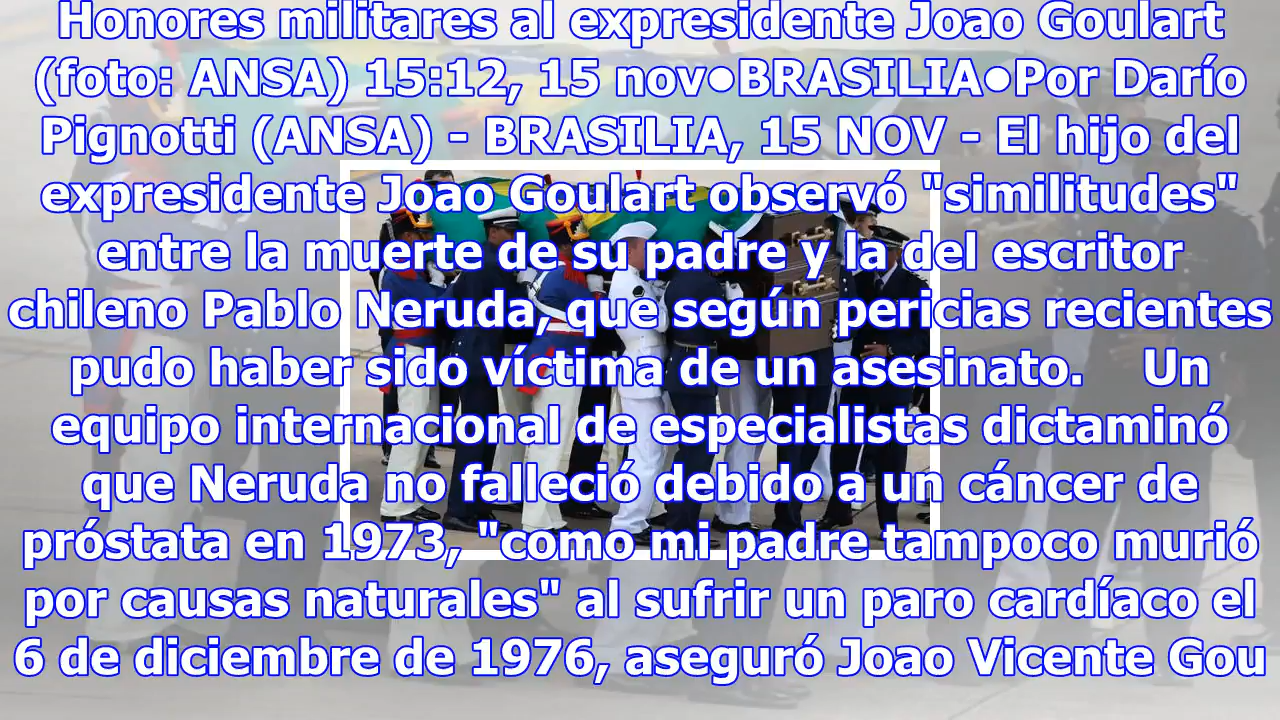 Honores militares al expresidente Joao Goulart
(foto: ANSA) 15:12, 15 nov●BRASILIA●Por Darío
Pignotti (ANSA) - BRASILIA, 15 NOV - El hijo del
expresidente Joao Goulart observó "similitudes"
entre la muerte de su padre y la del escritor
chileno Pablo Neruda, que según pericias recientes
pudo haber sido víctima de un asesinato.    Un
equipo internacional de especialistas dictaminó
que Neruda no falleció debido a un cáncer de
próstata en 1973, "como mi padre tampoco murió
por causas naturales" al sufrir un paro cardíaco el
6 de diciembre de 1976, aseguró Joao Vicente Gou